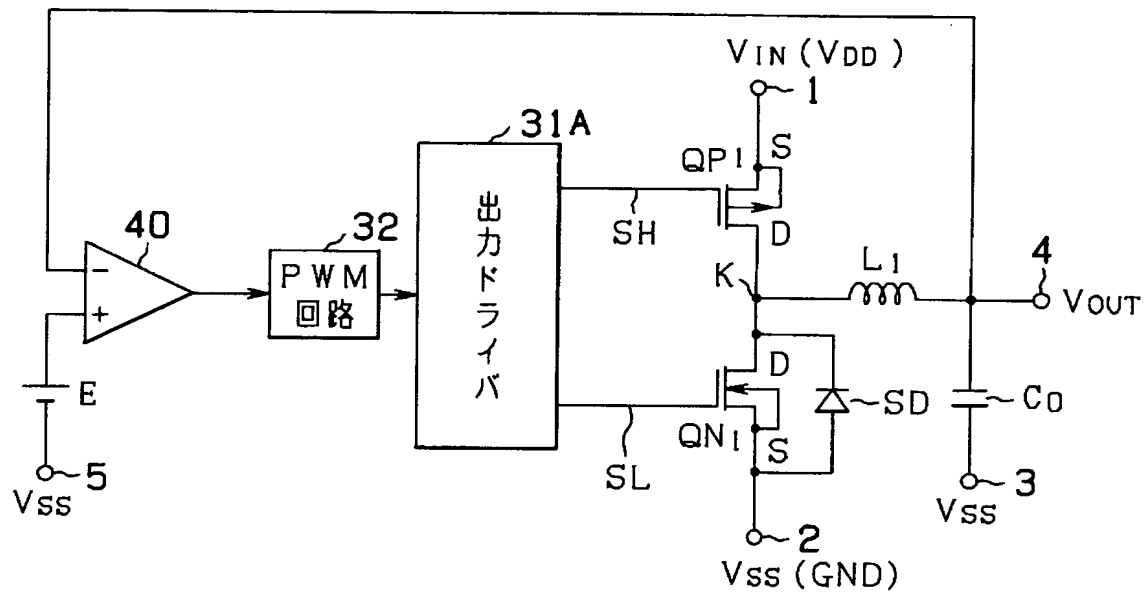 VIN (VDD)
1
31A
S
QP1
SH
D
40
32
K
L1
4
VOUT
−
+
PWM
回路
出力ドライバ
E
D
SD
C0
QN1
S
SL
5
VSS
3
VSS
2
VSS (GND)